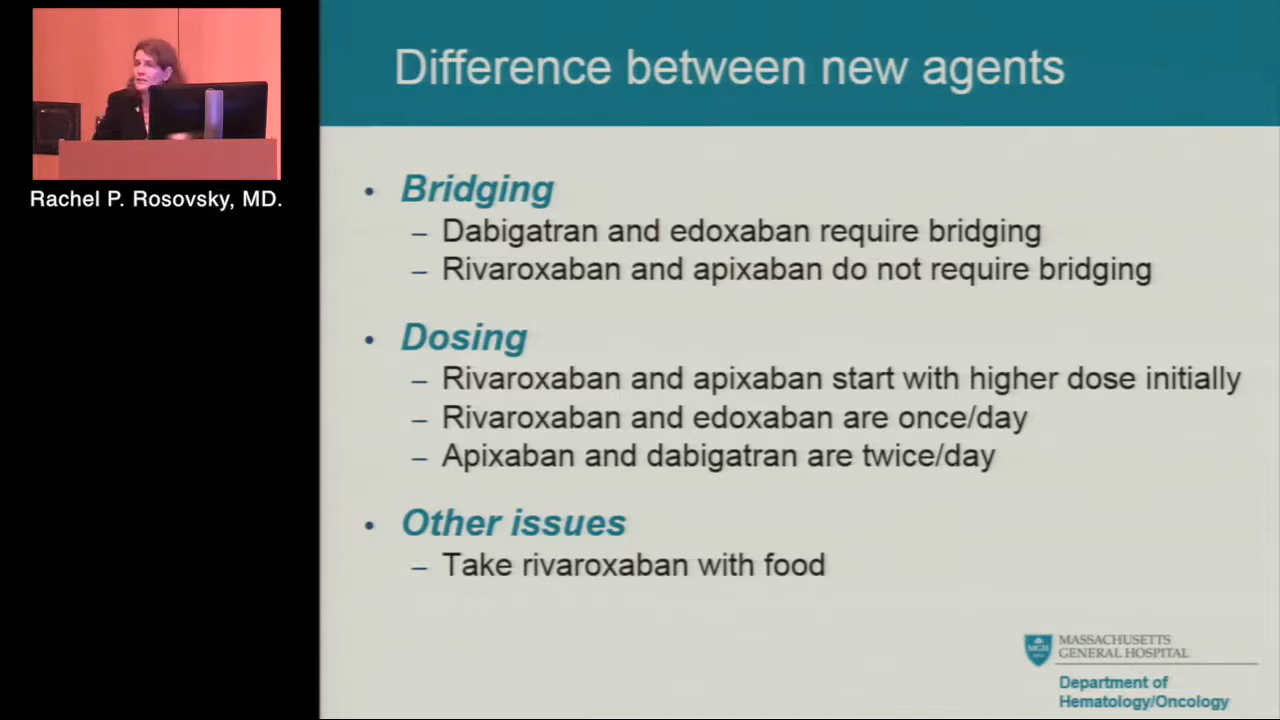 Difference between new agents
Rachel P. Rosovsky, MD.
• Bridging
– Dabigatran and edoxaban require bridging
– Rivaroxaban and apixaban do not require bridging
• Dosing
– Rivaroxaban and apixaban start with higher dose initially
– Rivaroxaban and edoxaban are once/day
– Apixaban and dabigatran are twice/day
• Other issues
– Take rivaroxaban with food
MGH
MASSACHUSETTS
GENERAL HOSPITAL
Department of
Hematology/Oncology